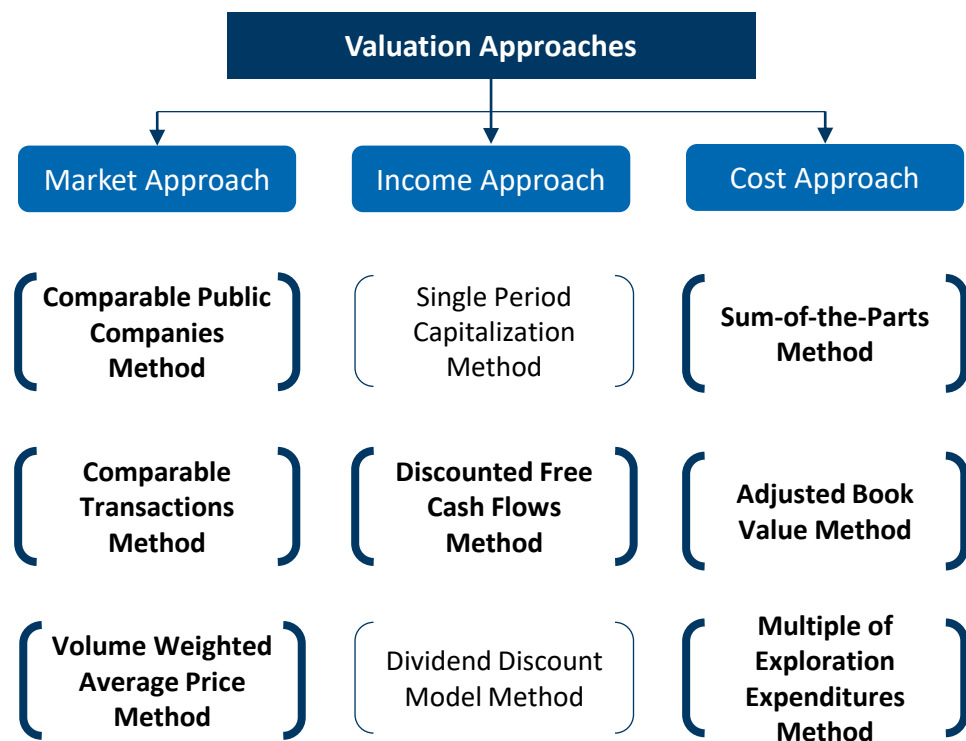 Valuation Approaches
Market Approach
Income Approach
Cost Approach
Comparable Public
Companies
Method
Single Period
Capitalization
Method
Sum-of-the-Parts
Method
Comparable
Transactions
Method
Discounted Free
Cash Flows
Method
Adjusted Book
Value Method
Volume Weighted
Average Price
Method
Dividend Discount
Model Method
Multiple of
Exploration
Expenditures
Method